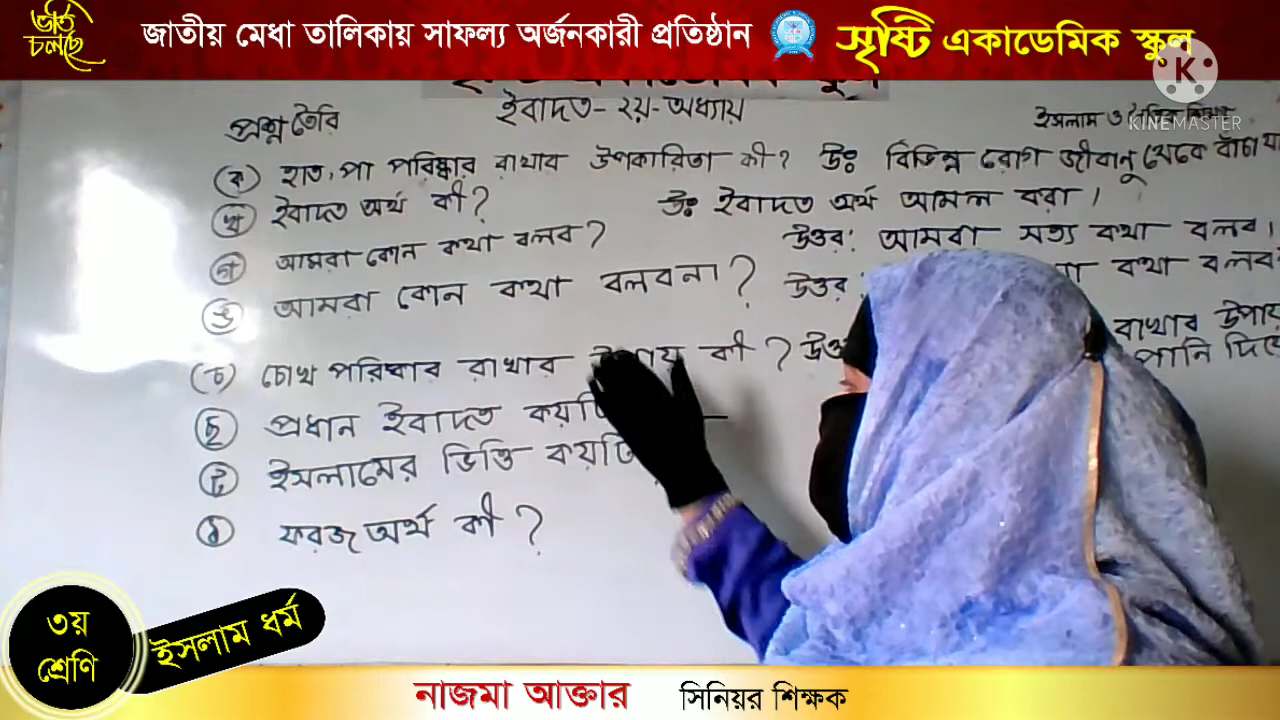 ভর্তি চলছে
জাতীয় মেধা তালিকায় সাফল্য অর্জনকারী প্রতিষ্ঠান সৃষ্টি একাডেমিক স্কুল
K
KINEMASTER
প্রশ্ন তৈরি ইবাদত - ২য় - অধ্যায় ইসলাম ও
(ক) হাত, পা পরিষ্কার রাখার উপকারিতা কী? উঃ বিভিন্ন রোগ জীবানু থেকে বাঁচা
(খ) ইবাদত অর্থ কী? উঃ ইবাদত অর্থ আমল করা।
(গ) আমরা কোন কথা বলব? উত্তর: আমরা সত্য কথা বলব।
(ঙ) আমরা কোন কথা বলবনা? উত্তর: কথা বলব
(চ) চোখ পরিষ্কার রাখার কী? রাখার উপায়
পানি দিয়ে
(ছ) প্রধান ইবাদত কয়টি
ইসলামের ভিত্তি কয়টি
ফরজ অর্থ কী?
৩য় শ্রেণি
ইসলাম ধর্ম
নাজমা আক্তার সিনিয়র শিক্ষক